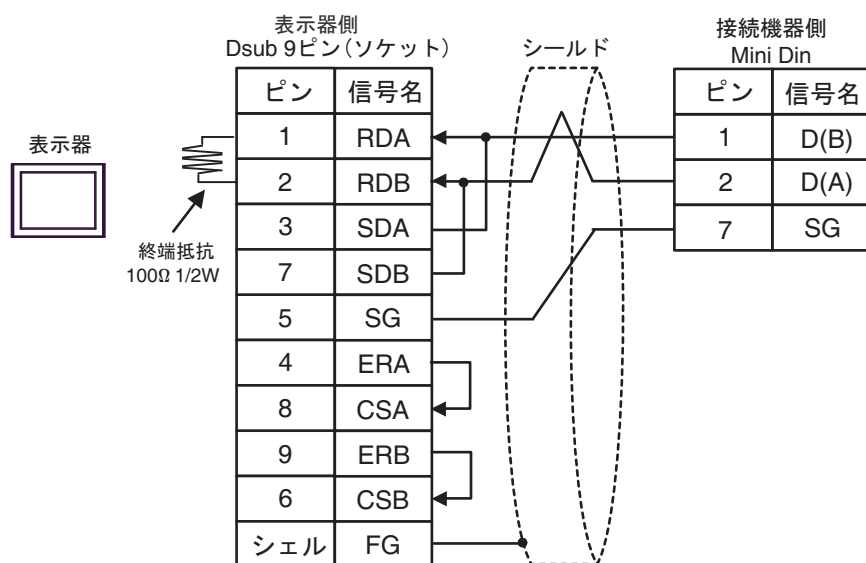 表示器側
Dsub 9ピン(ソケット)
シールド
接続機器側
Mini Din
ピン 信号名
1 RDA
2 RDB
3 SDA
7 SDB
5 SG
4 ERA
8 CSA
9 ERB
6 CSB
シェル FG
ピン 信号名
1 D(B)
2 D(A)
7 SG
表示器
終端抵抗
100Ω 1/2W